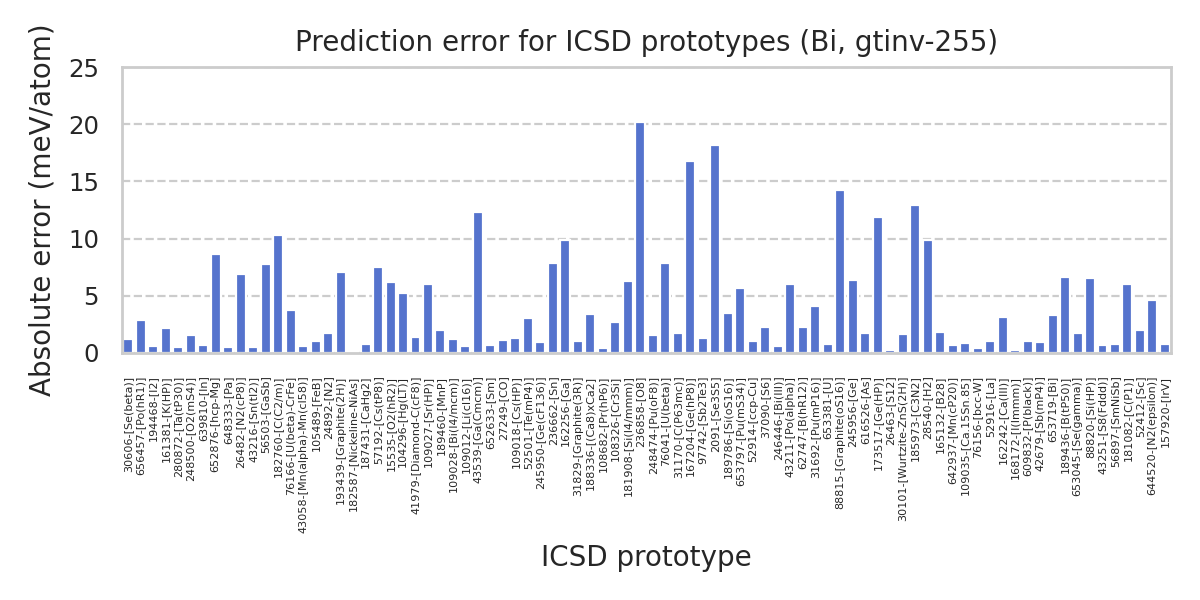 Prediction error for ICSD prototypes (Bi, gtinv-255)
Absolute error (meV/atom)
25
20
15
10
5
0
30606-[Se(beta)]
656457-[Po(hR1)]
194468-[I2]
161381-[K(HP)]
280872-[Ta(tP30)]
248500-[O2(mS4)]
639810-[In]
652876-[hcp-Mg]
648333-[Pa]
26482-[N2(cP8)]
43216-[Sn(tI2)]
56503-[GaSb]
182760-[C(C2/m)]
76166-[U(beta)-CrFe]
43058-[Mn(alpha)-Mn(cI58)]
105489-[FeB]
24892-[N2]
193439-[Graphite(2H)]
182587-[Nickeline-NiAs]
187431-[CaHg2]
57192-[Cs(tP8)]
15535-[O2(hR2)]
104296-[Hg(LT)]
41979-[Diamond-C(cF8)]
109027-[Sr(HP)]
189460-[MnP]
109028-[Bi(I4/mcm)]
109012-[Li(cI16)]
43539-[Ga(Cmcm)]
652633-[Sm]
27249-[CO]
109018-[Cs(HP)]
52501-[Te(mP4)]
245950-[Ge(cF136)]
236662-[Sn]
162256-[Ga]
31829-[Graphite(3R)]
188336-[(Ca8)xCa2]
108682-[Pr(hP6)]
108326-[Cr3Si]
181908-[Si(I4/mmm)]
236858-[O8]
248474-[Pu(oF8)]
76041-[U(beta)]
31170-[C(P63mc)]
167204-[Ge(hP8)]
97742-[Sb2Te3]
2091-[Se3S5]
189786-[Si(oS16)]
653797-[Pu(mS34)]
52914-[ccp-Cu]
37090-[S6]
246446-[Bi(III)]
43211-[Po(alpha)]
62747-[B(hR12)]
31692-[Pu(mP16)]
653381-[U]
88815-[Graphite(oS16)]
245956-[Ge]
616526-[As]
173517-[Ge(HP)]
26463-[S12]
30101-[Wurtzite-ZnS(2H)]
185973-[C3N2]
28540-[H2]
165132-[B28]
642937-[Mn(cP20)]
109035-[Ca.15Sn.85]
76156-[bcc-W]
52916-[La]
162242-[Ca(III)]
168172-[I(Immm)]
609832-[P(black)]
42679-[Sb(mP4)]
653719-[Bi]
189436-[B(tP50)]
653045-[Se(gamma)]
88820-[Si(HP)]
43251-[S8(Fddd)]
56897-[SmNiSb]
181082-[C(P1)]
52412-[Sc]
644520-[N2(epsilon)]
157920-[IrV]
ICSD prototype